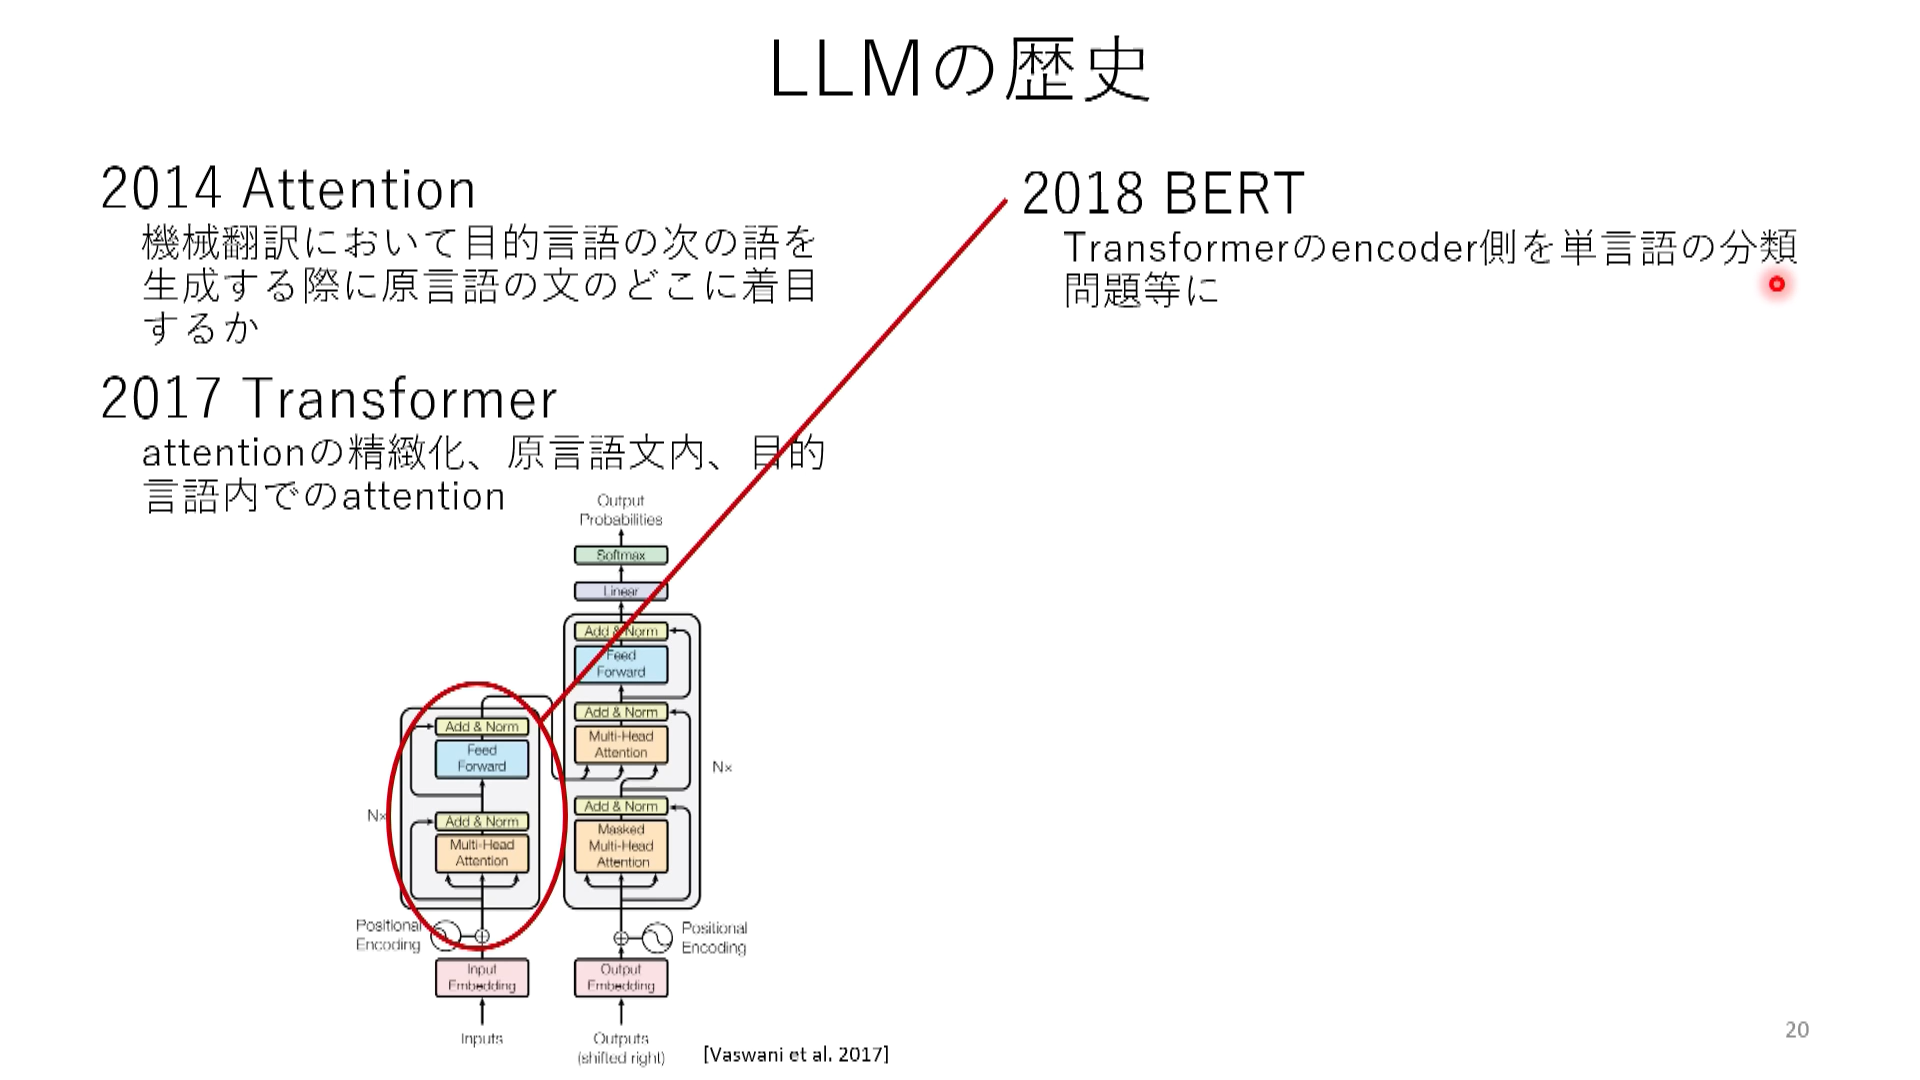 LLMの歴史
2014 Attention
機械翻訳において目的言語の次の語を
生成する際に原言語の文のどこに着目
するか
2017 Transformer
attentionの精緻化、原言語文内、目的
言語内でのattention
2018 BERT
Transformerのencoder側を単言語の分類
問題等に
Output
Probabilities
Softmax
Linear
Add & Norm
Feed
Forward
Add & Norm
Multi-Head
Attention
Add & Norm
Masked
Multi-Head
Attention
Nx
Add & Norm
Feed
Forward
Add & Norm
Multi-Head
Attention
Nx
Positional
Encoding
Positional
Encoding
Input
Embedding
Output
Embedding
Inputs
Outputs
(shifted right)
[Vaswani et al. 2017]
20